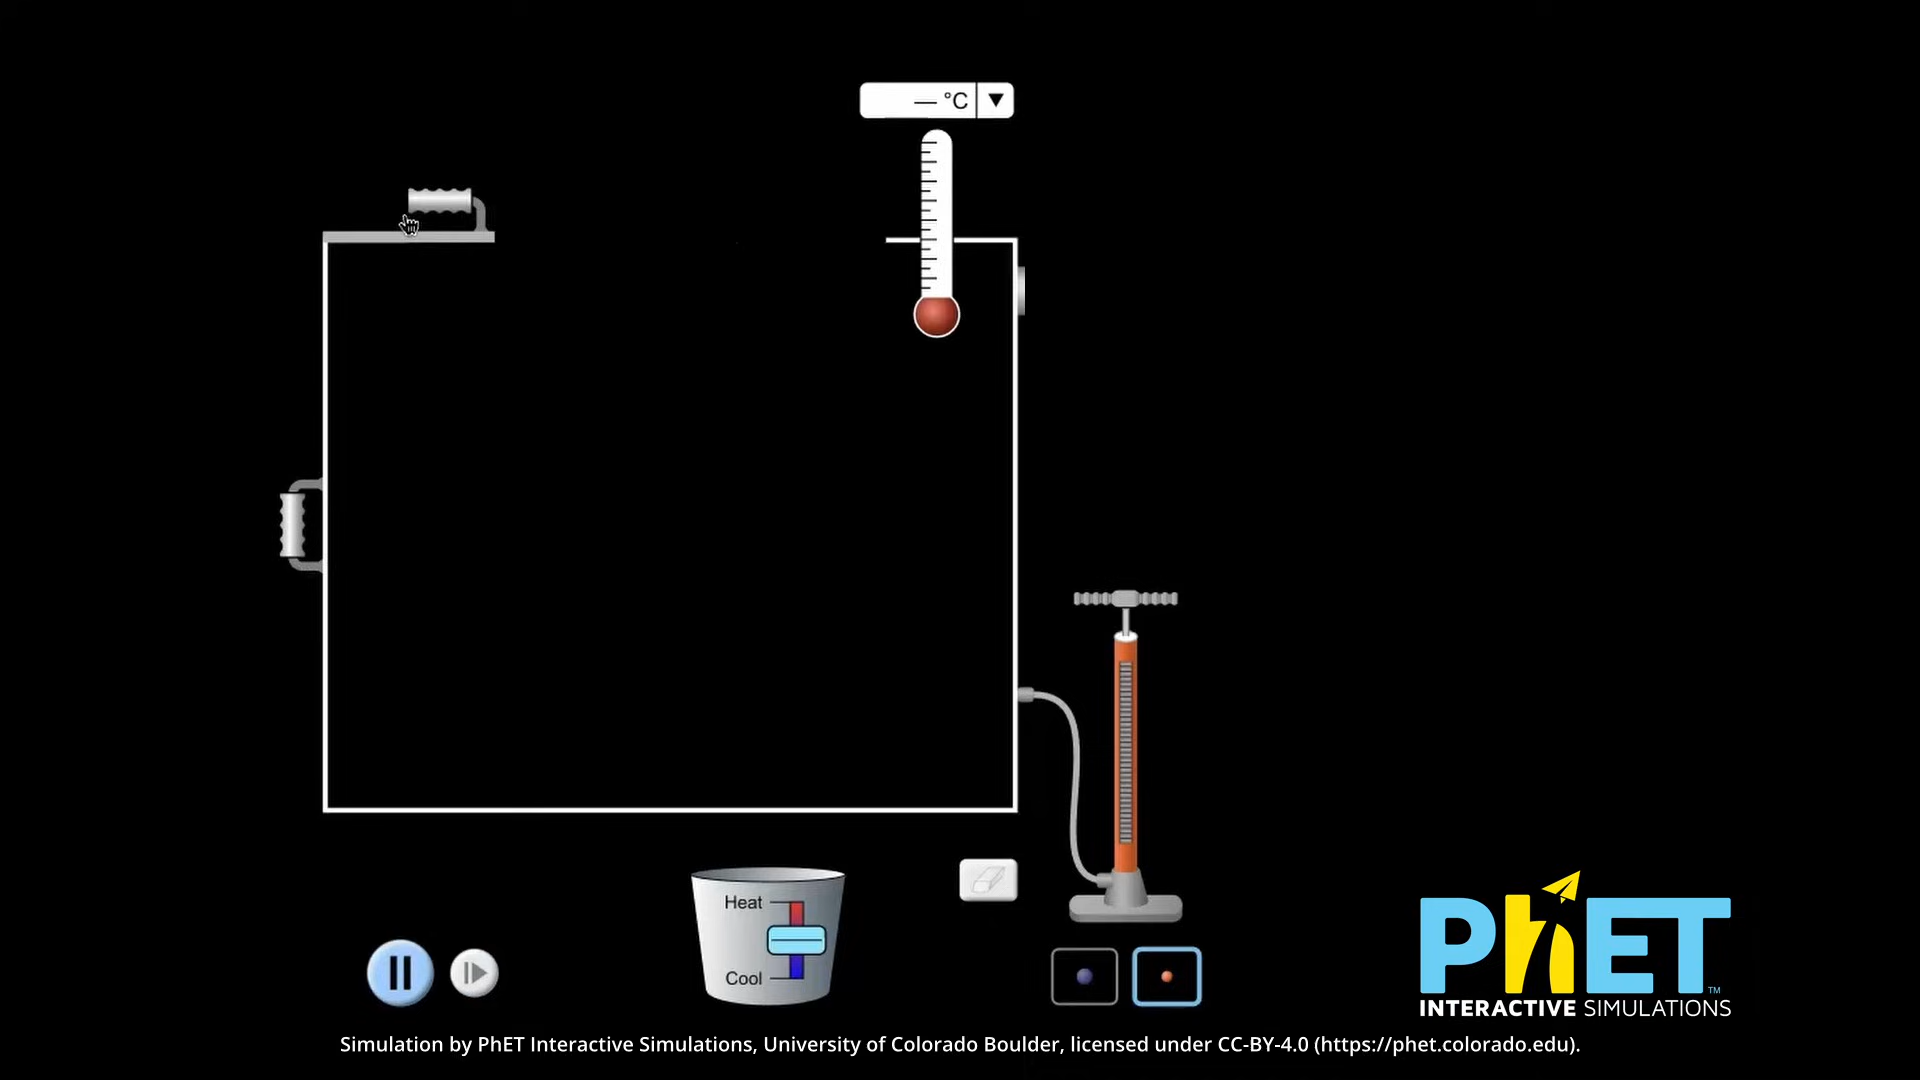 — °C
Heat
Cool
PhET
TM
INTERACTIVE SIMULATIONS
Simulation by PhET Interactive Simulations, University of Colorado Boulder, licensed under CC-BY-4.0 (https://phet.colorado.edu).